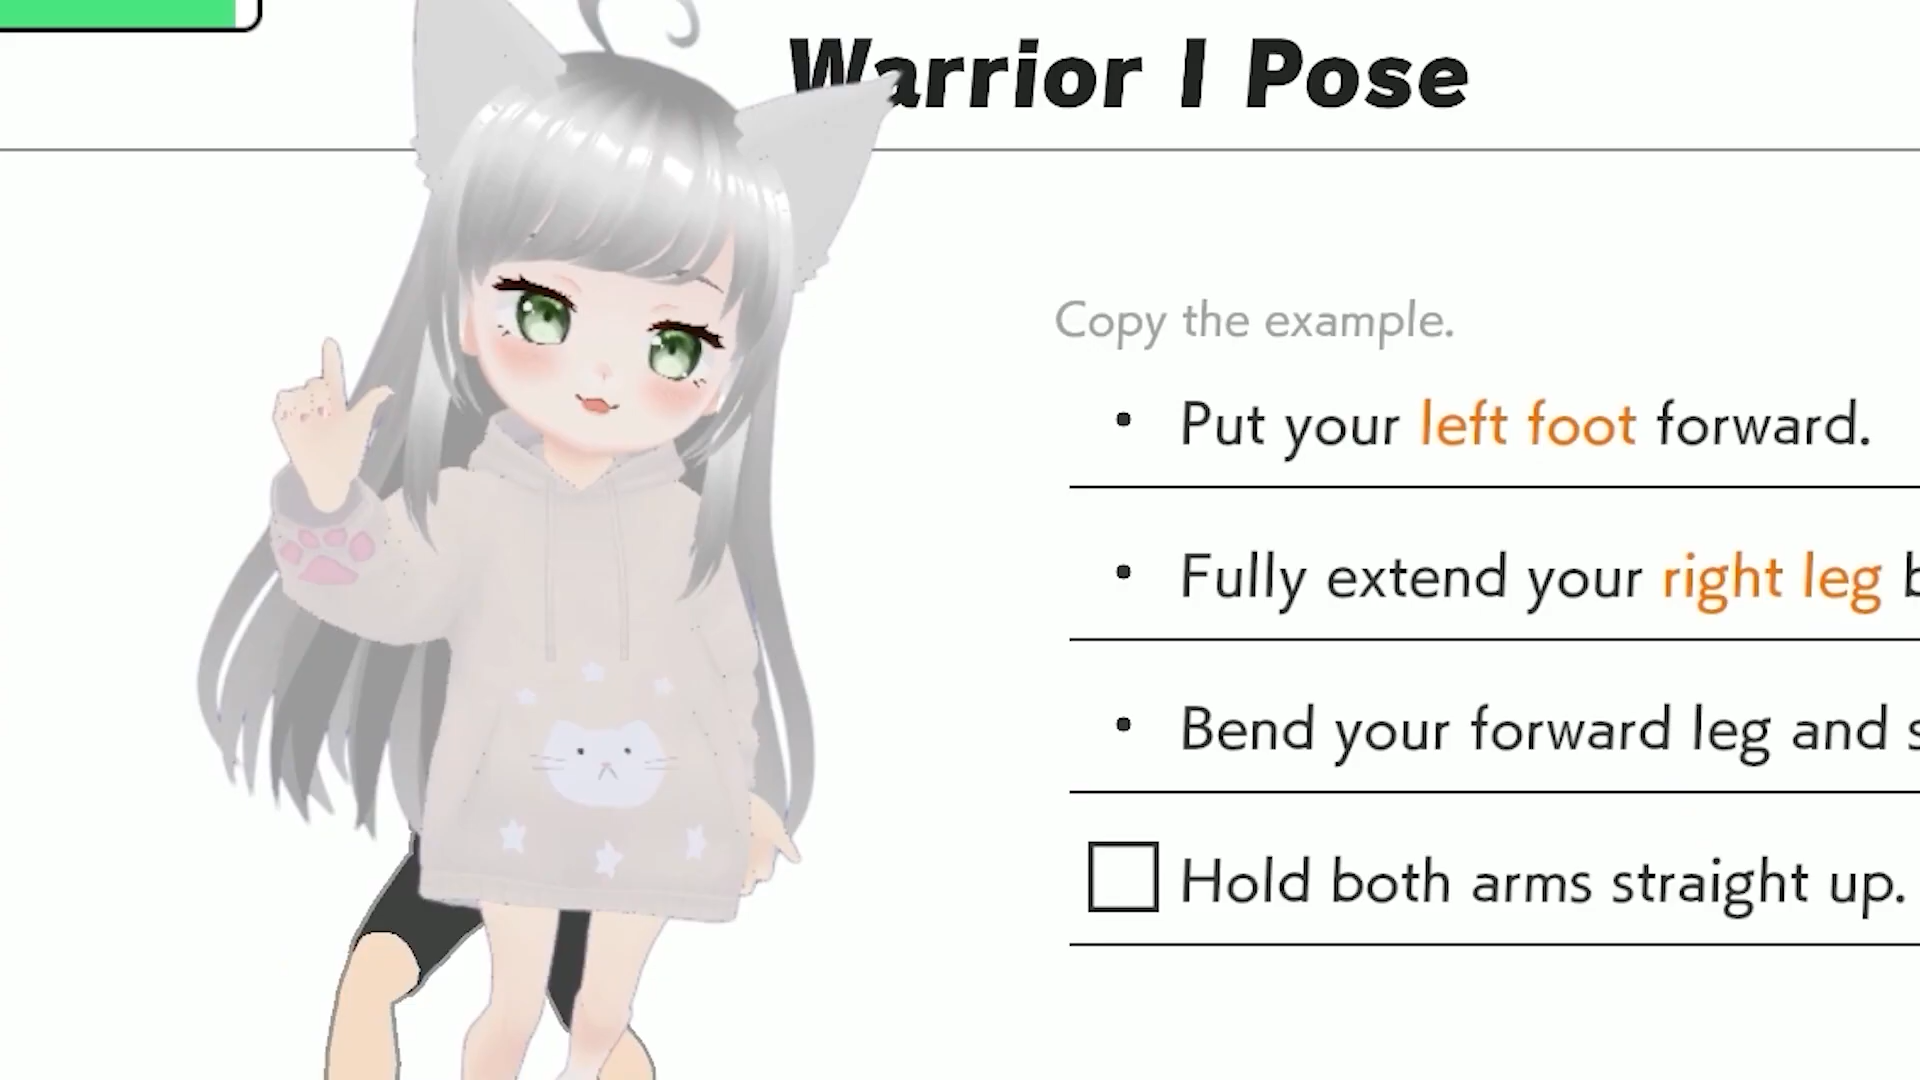 Warrior I Pose
Copy the example.
• Put your left foot forward.
• Fully extend your right leg
• Bend your forward leg and
Hold both arms straight up.